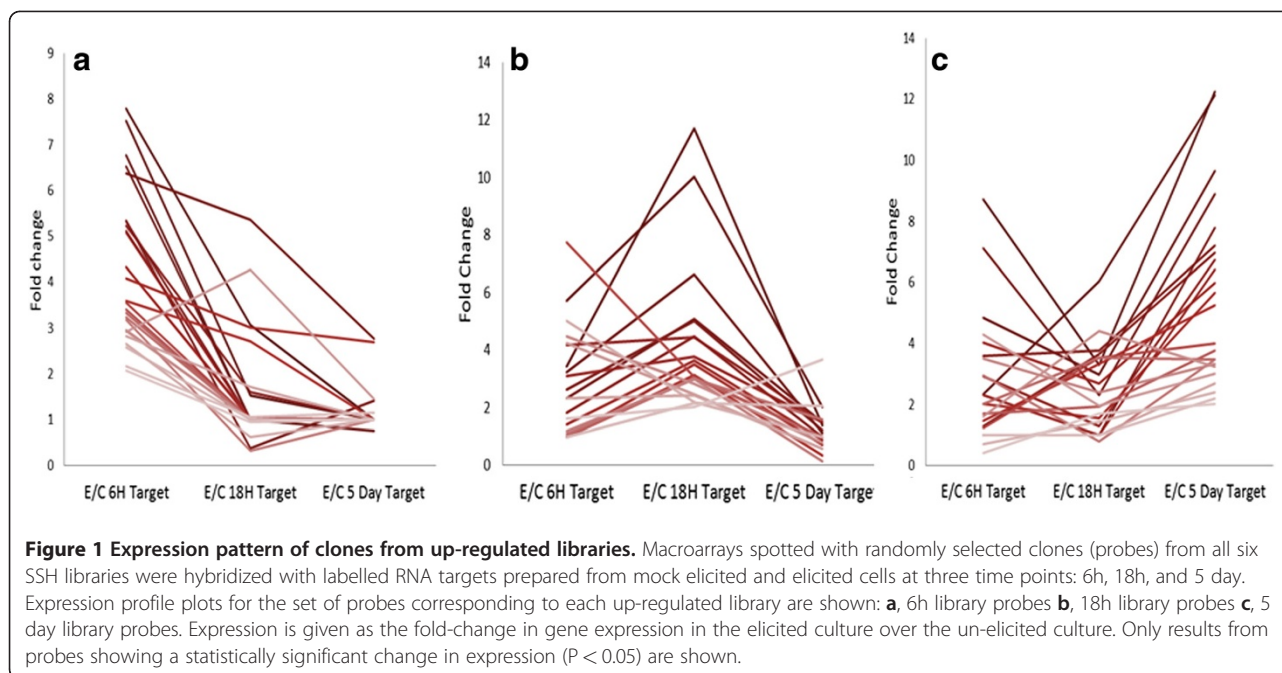 a
9
8
7
6
5
4
3
2
1
0
Fold change
E/C 6H Target
E/C 18H Target
E/C 5 Day Target
b
14
12
10
8
6
4
2
0
Fold Change
E/C 6H Target
E/C 18H Target
E/C 5 Day Targe
c
14
12
10
8
6
4
2
0
Fold Change
E/C 6H Target
E/C 18H Target
E/C 5 Day Target
Figure 1 Expression pattern of clones from up-regulated libraries. Macroarrays spotted with randomly selected clones (probes) from all six
SSH libraries were hybridized with labelled RNA targets prepared from mock elicited and elicited cells at three time points: 6h, 18h, and 5 day.
Expression profile plots for the set of probes corresponding to each up-regulated library are shown: a, 6h library probes b, 18h library probes c, 5
day library probes. Expression is given as the fold-change in gene expression in the elicited culture over the un-elicited culture. Only results from
probes showing a statistically significant change in expression (P < 0.05) are shown.